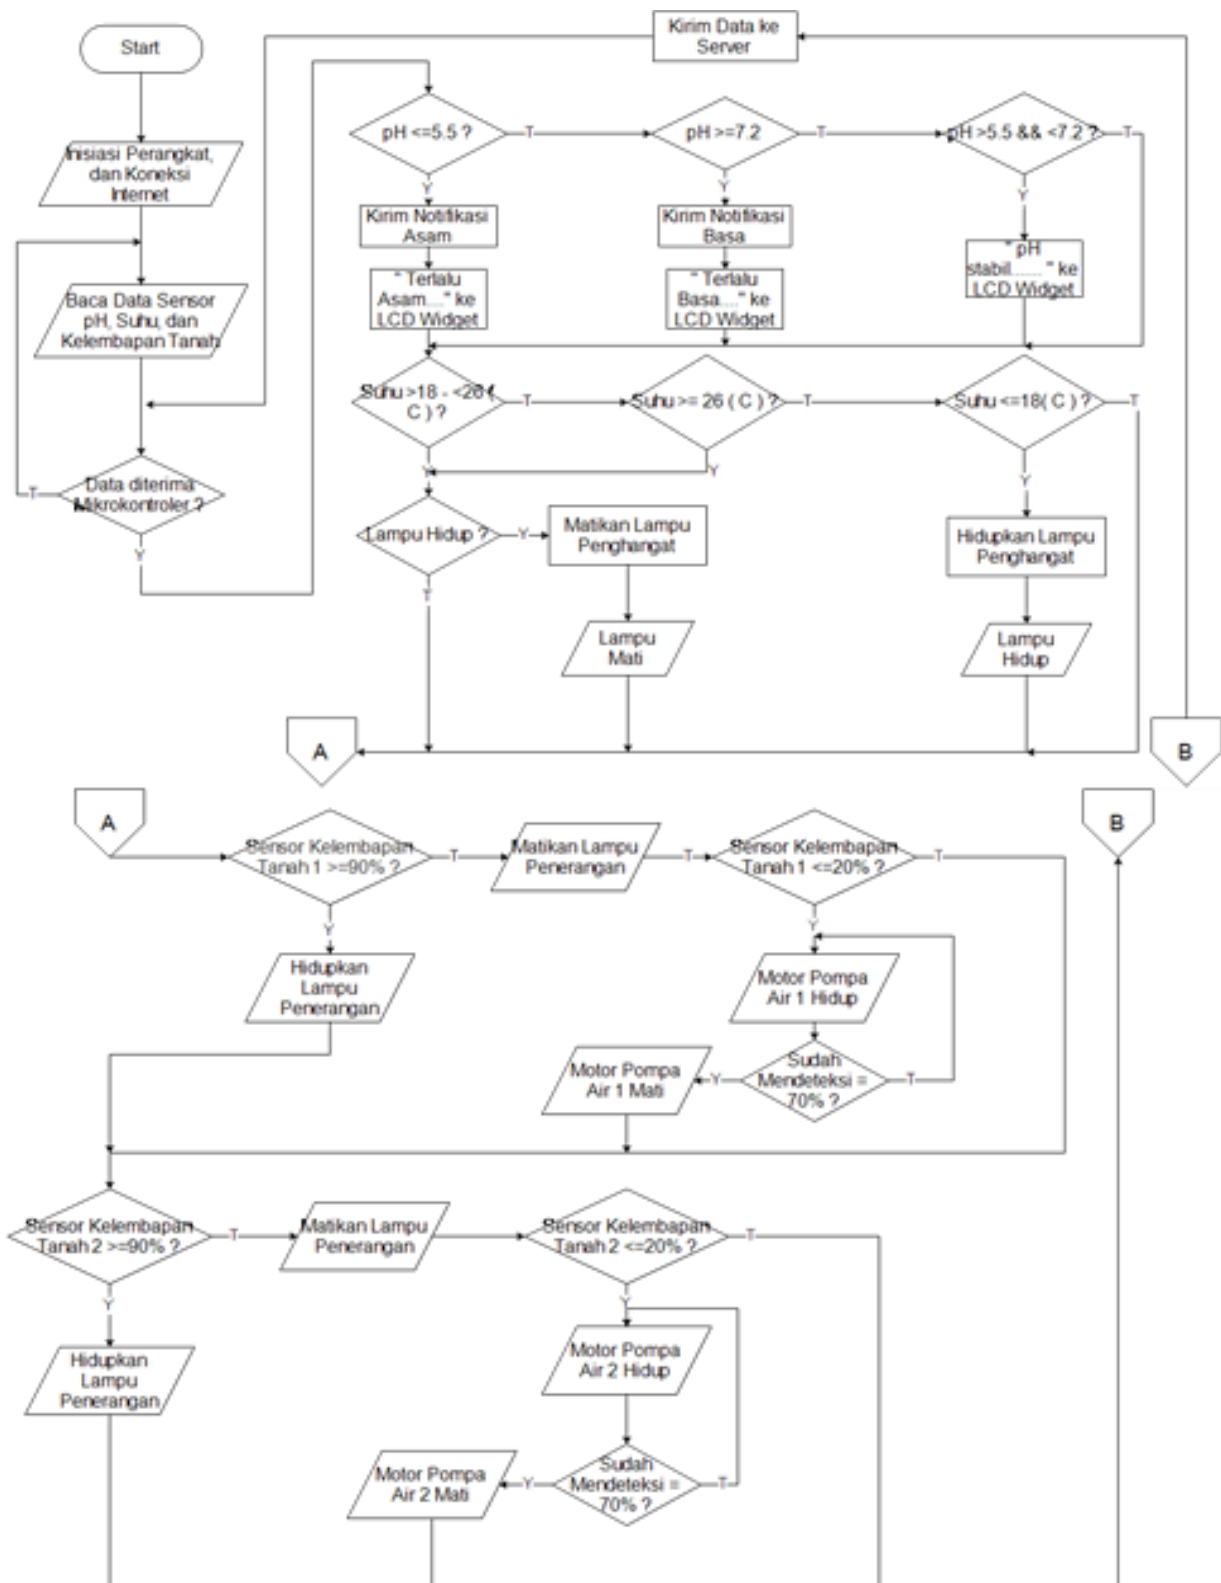 Start
Inisiasi Perangkat,
dan Koneksi
Internet
Baca Data Sensor
pH, Suhu, dan
Kelembapan Tanah
Data diterima
Mikrokontroler ?
T
Y
Kirim Data ke
Server
pH <=5.5 ?
T
pH >=7.2
T
pH >5.5 && <7.2 ?
T
Y
Y
Y
Kirim Notifikasi
Asam
Kirim Notifikasi
Basa
" Terlalu
Asam...." ke
LCD Widget
" Terlalu
Basa....." ke
LCD Widget
" pH
stabil....... " ke
LCD Widget
Suhu >18 - <26 (
C ) ?
T
Suhu >= 26 ( C ) ?
T
Suhu <=18( C ) ?
T
Y
Y
Y
Lampu Hidup ?
Y
T
Matikan Lampu
Penghangat
Hidupkan Lampu
Penghangat
Lampu
Mati
Lampu
Hidup
A
B
A
B
Sensor Kelembapan
Tanah 1 >=90% ?
T
Matikan Lampu
Penerangan
T
Sensor Kelembapan
Tanah 1 <=20% ?
T
Y
Y
Hidupkan
Lampu
Penerangan
Motor Pompa
Air 1 Hidup
Sudah
Mendeteksi =
70% ?
T
Y
Motor Pompa
Air 1 Mati
Sensor Kelembapan
Tanah 2 >=90% ?
T
Matikan Lampu
Penerangan
Sensor Kelembapan
Tanah 2 <=20% ?
T
Y
Y
Hidupkan
Lampu
Penerangan
Motor Pompa
Air 2 Hidup
Sudah
Mendeteksi =
70% ?
T
Y
Motor Pompa
Air 2 Mati